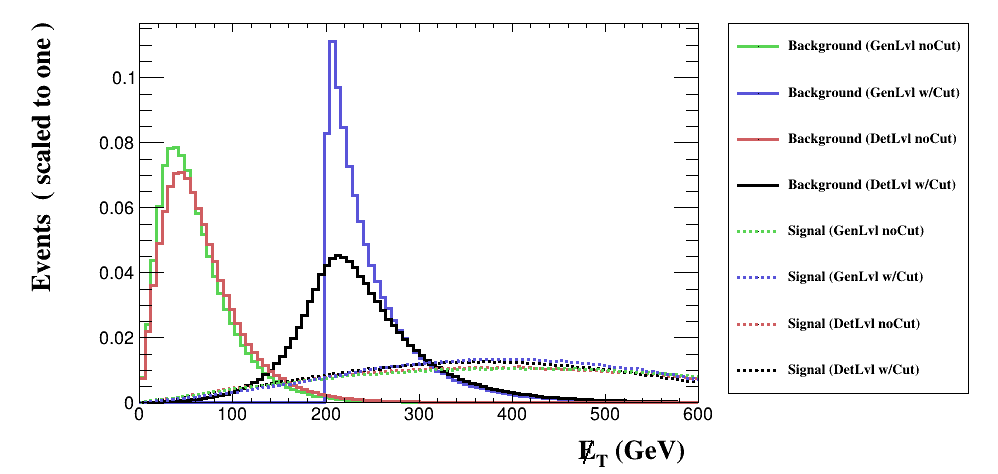 Events ( scaled to one )
0.1
0.08
0.06
0.04
0.02
0
0 100 200 300 400 500 600
E̸T (GeV)
Background (GenLvl noCut)
Background (GenLvl w/Cut)
Background (DetLvl noCut)
Background (DetLvl w/Cut)
Signal (GenLvl noCut)
Signal (GenLvl w/Cut)
Signal (DetLvl noCut)
Signal (DetLvl w/Cut)